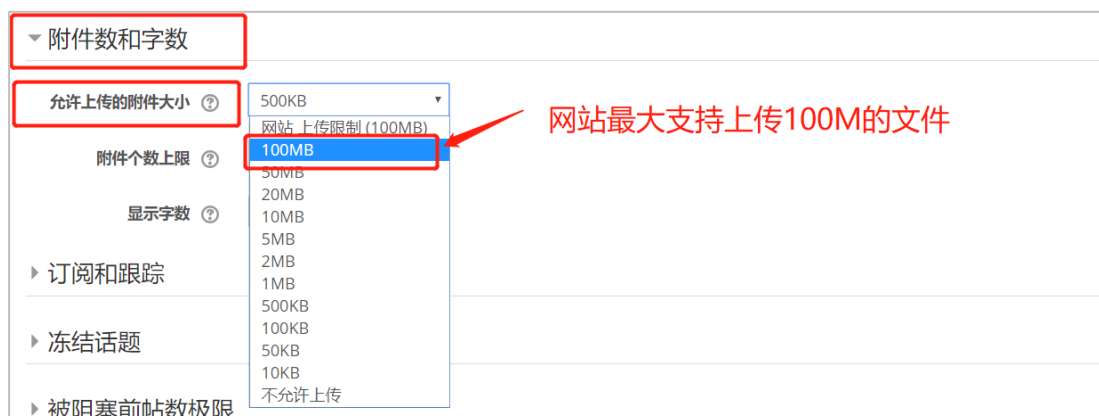 附件数和字数
允许上传的附件大小
500KB
网站最大支持上传100M的文件
网站 上传限制 (100MB)
100MB
附件个数上限
50MB
20MB
显示字数
10MB
5MB
2MB
订阅和跟踪
1MB
500KB
100KB
冻结话题
50KB
10KB
不允许上传
被阻塞前帖数极限